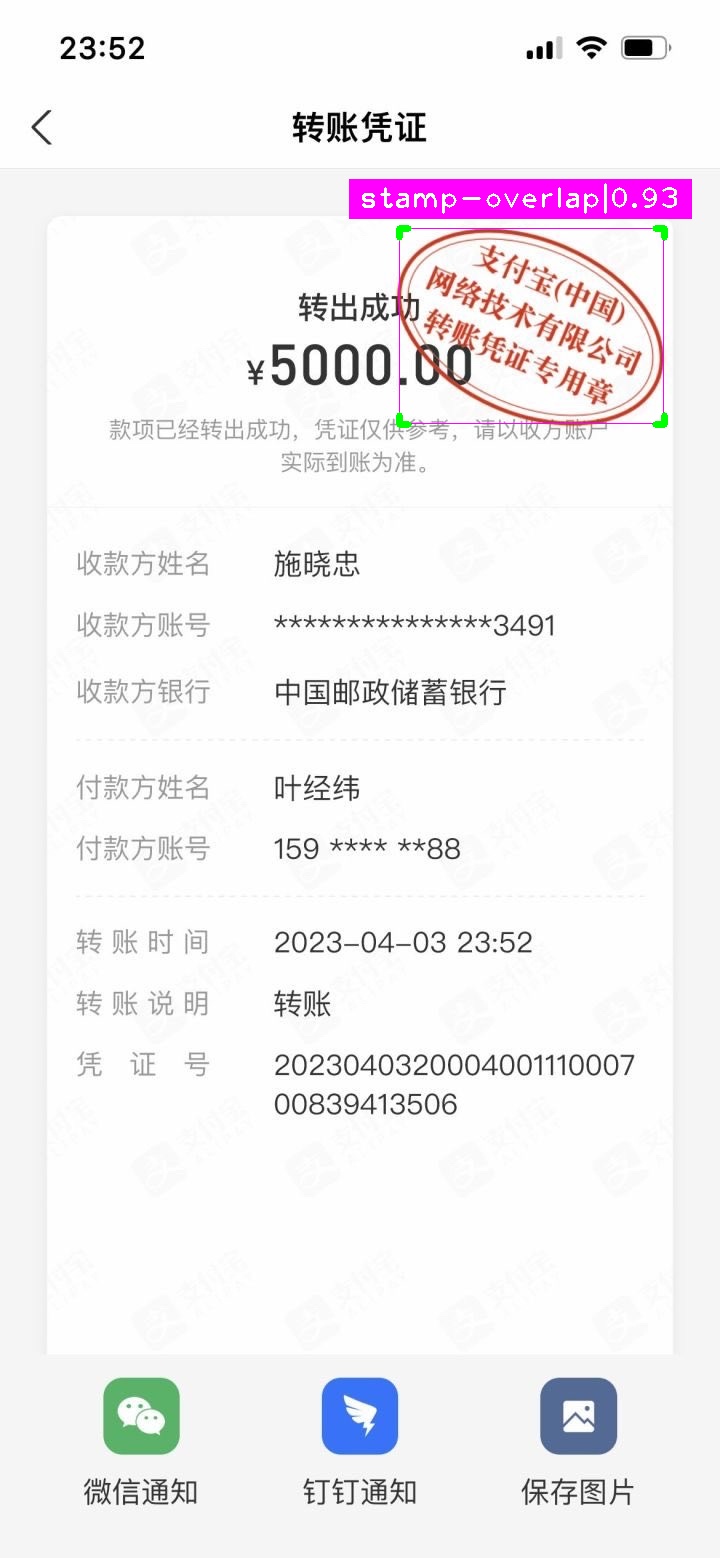 23:52
转账凭证
stamp-overlap|0.93
支付宝(中国)
网络技术有限公司
转账凭证专用章
转出成功
¥5000.00
款项已经转出成功，凭证仅供参考，请以收方账户
实际到账为准。
收款方姓名 施晓忠
收款方账号 ***************3491
收款方银行 中国邮政储蓄银行
付款方姓名 叶经纬
付款方账号 159 **** **88
转账时间 2023-04-03 23:52
转账说明 转账
凭证号 2023040320004001110007
00839413506
微信通知 钉钉通知 保存图片